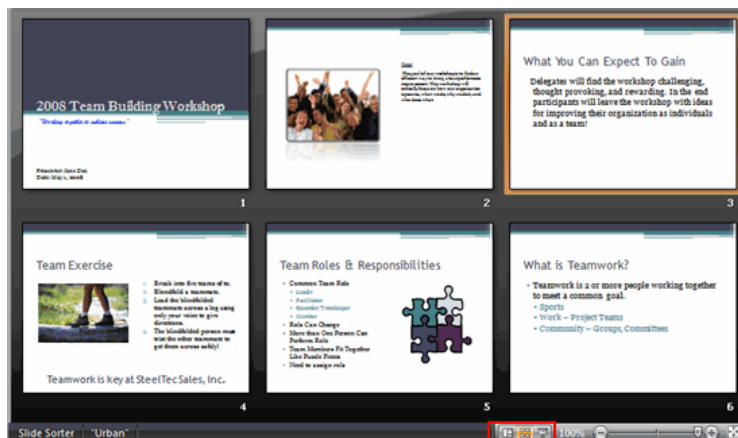 2008 Team Building Workshop
"Working together to achieve success"
Presenter: Jane Doe
Date: May 1, 2008
1
Goal
2
What You Can Expect To Gain
Delegates will find the workshop challenging,
thought provoking, and rewarding. In the end
participants will leave the workshop with ideas
for improving their organization as individuals
and as a team!
3
Team Exercise
1. Break into five teams of 10.
2. Blindfold a teammate.
3. Lead the blindfolded
teammate across a log using
only your voice to give
directions.
4. The blindfolded person must
trust the other teammate to
get them across safely!
Teamwork is key at SteelTec Sales, Inc.
4
Team Roles & Responsibilities
• Common Team Role
• Leader
• Facilitator
• Recorder/Timekeeper
• Member
• Role Can Change
• More than One Person Can
Perform Role
• Team Members Fit Together
Like Puzzle Pieces
• Need to assign role
5
What is Teamwork?
• Teamwork is 2 or more people working together
to meet a common goal.
• Sports
• Work – Project Teams
• Community – Groups, Committees
6
Slide Sorter "Urban" 100%